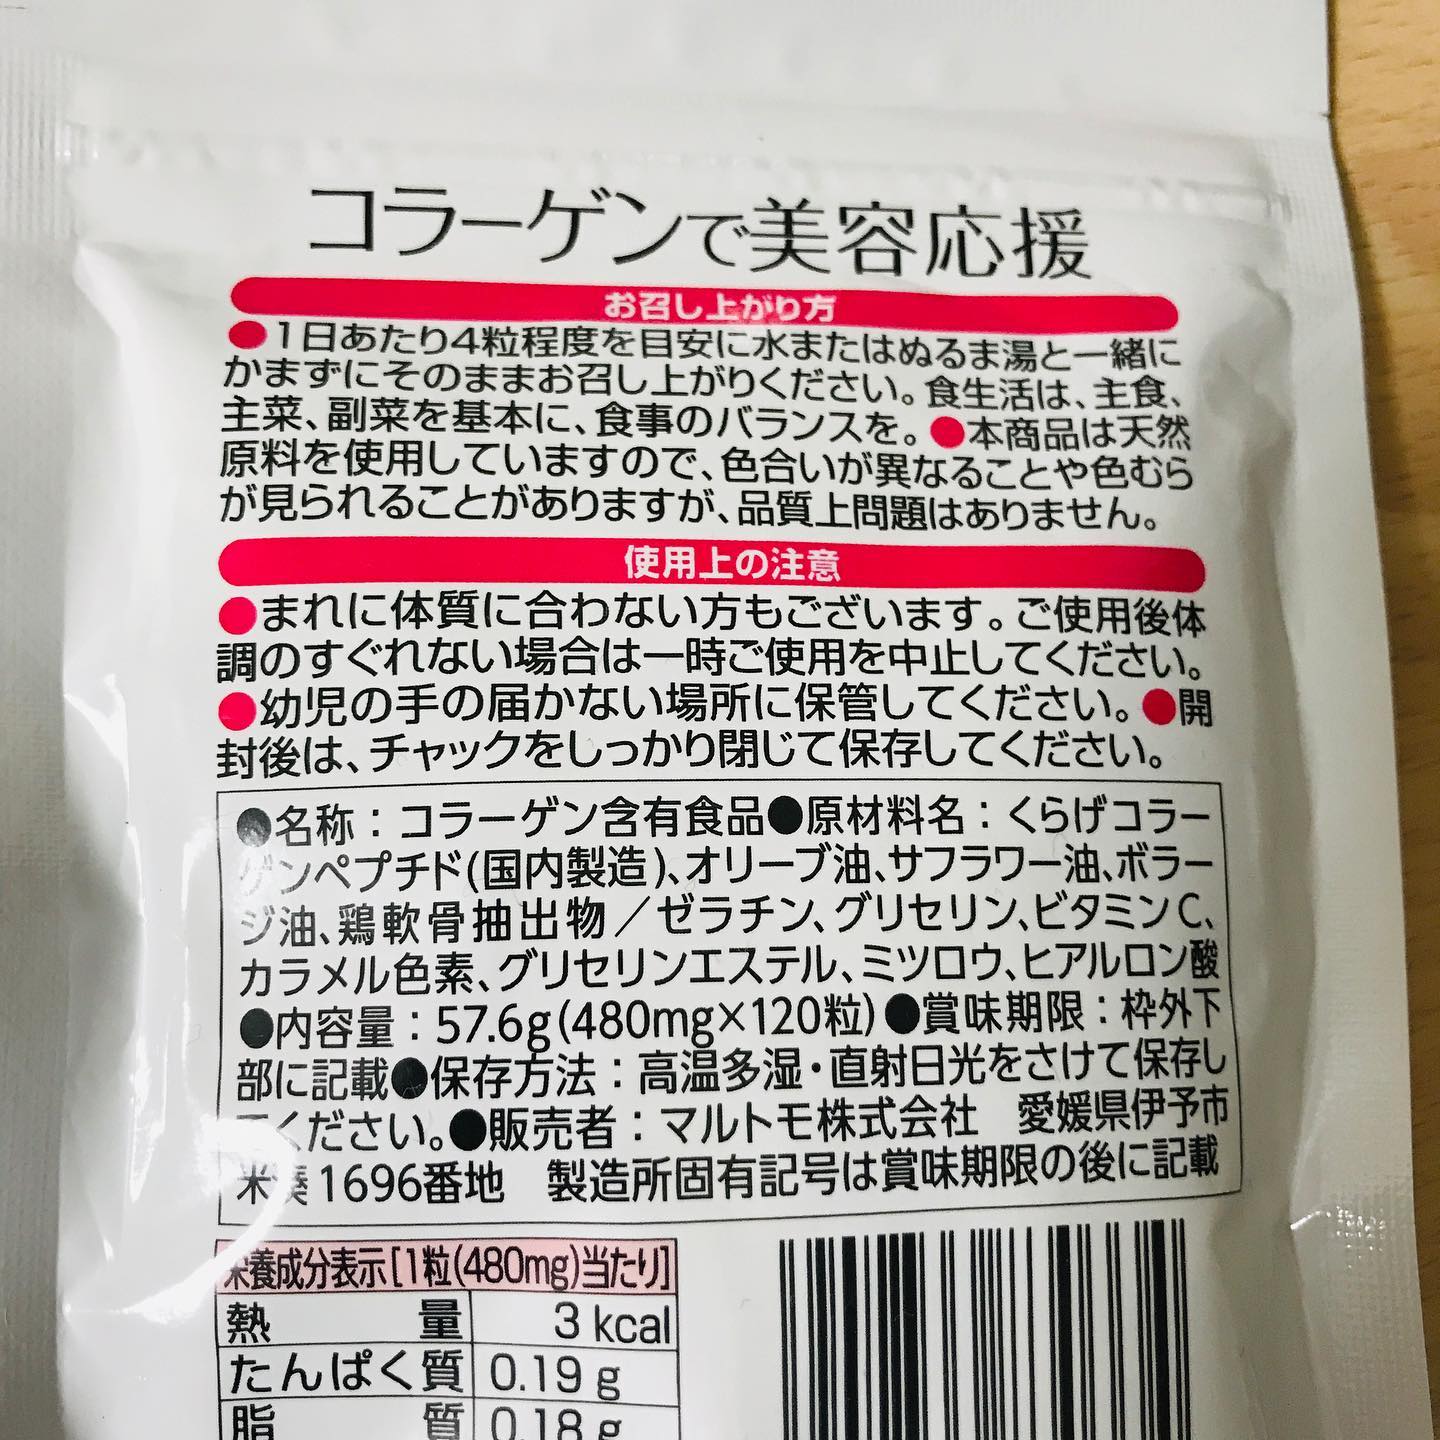 コラーゲンで美容応援
お召し上がり方
●1日あたり4粒程度を目安に水またはぬるま湯と一緒に
かまずにそのままお召し上がりください。食生活は、主食、
主菜、副菜を基本に、食事のバランスを。●本商品は天然
原料を使用していますので、色合いが異なることや色むら
が見られることがありますが、品質上問題はありません。
使用上の注意
●まれに体質に合わない方もございます。ご使用後体
調のすぐれない場合は一時ご使用を中止してください。
●幼児の手の届かない場所に保管してください。●開
封後は、チャックをしっかり閉じて保存してください。
●名称：コラーゲン含有食品●原材料名：くらげコラー
ゲンペプチド(国内製造)、オリーブ油、サフラワー油、ボラー
ジ油、鶏軟骨抽出物／ゼラチン、グリセリン、ビタミンC、
カラメル色素、グリセリンエステル、ミツロウ、ヒアルロン酸
●内容量：57.6g(480mg×120粒)●賞味期限：枠外下
部に記載●保存方法：高温多湿・直射日光をさけて保存し
てください。●販売者：マルトモ株式会社 愛媛県伊予市
米湊1696番地 製造所固有記号は賞味期限の後に記載
栄養成分表示[1粒(480mg)当たり]
熱量 3 kcal
たんぱく質 0.19 g
脂質 0.18 g